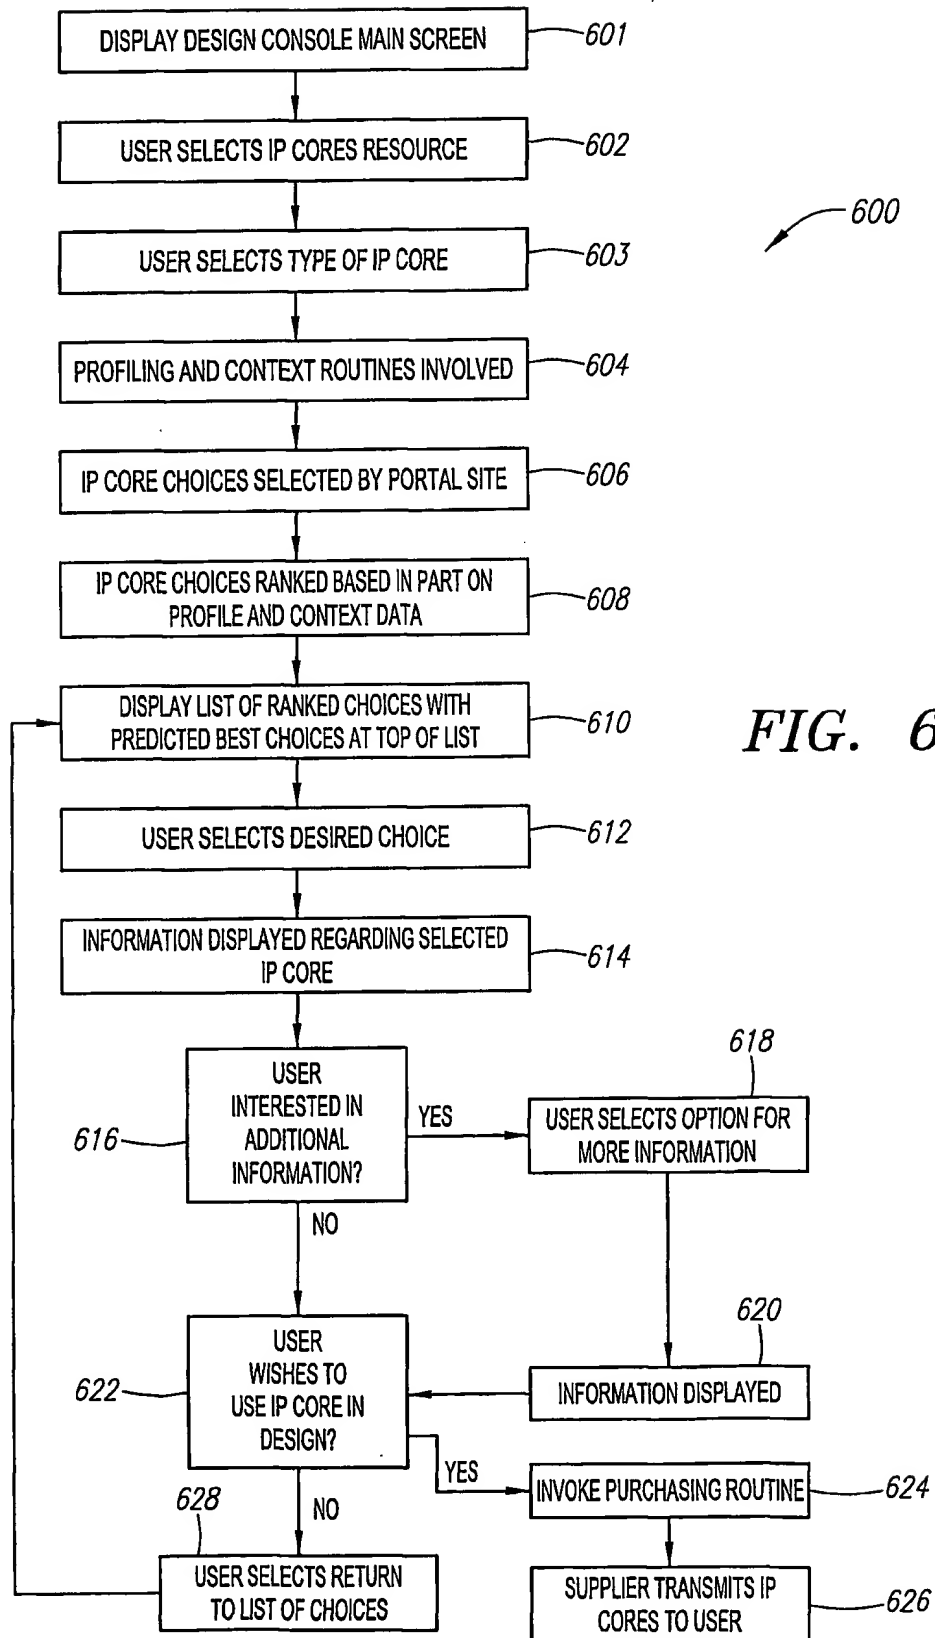 DISPLAY DESIGN CONSOLE MAIN SCREEN
601
USER SELECTS IP CORES RESOURCE
602
600
USER SELECTS TYPE OF IP CORE
603
PROFILING AND CONTEXT ROUTINES INVOLVED
604
IP CORE CHOICES SELECTED BY PORTAL SITE
606
IP CORE CHOICES RANKED BASED IN PART ON
PROFILE AND CONTEXT DATA
608
DISPLAY LIST OF RANKED CHOICES WITH
PREDICTED BEST CHOICES AT TOP OF LIST
610
FIG. 6
USER SELECTS DESIRED CHOICE
612
INFORMATION DISPLAYED REGARDING SELECTED
IP CORE
614
USER
INTERESTED IN
ADDITIONAL
INFORMATION?
616
YES
NO
618
USER SELECTS OPTION FOR
MORE INFORMATION
620
INFORMATION DISPLAYED
USER
WISHES TO
USE IP CORE IN
DESIGN?
622
YES
NO
INVOKE PURCHASING ROUTINE
624
628
USER SELECTS RETURN
TO LIST OF CHOICES
SUPPLIER TRANSMITS IP
CORES TO USER
626